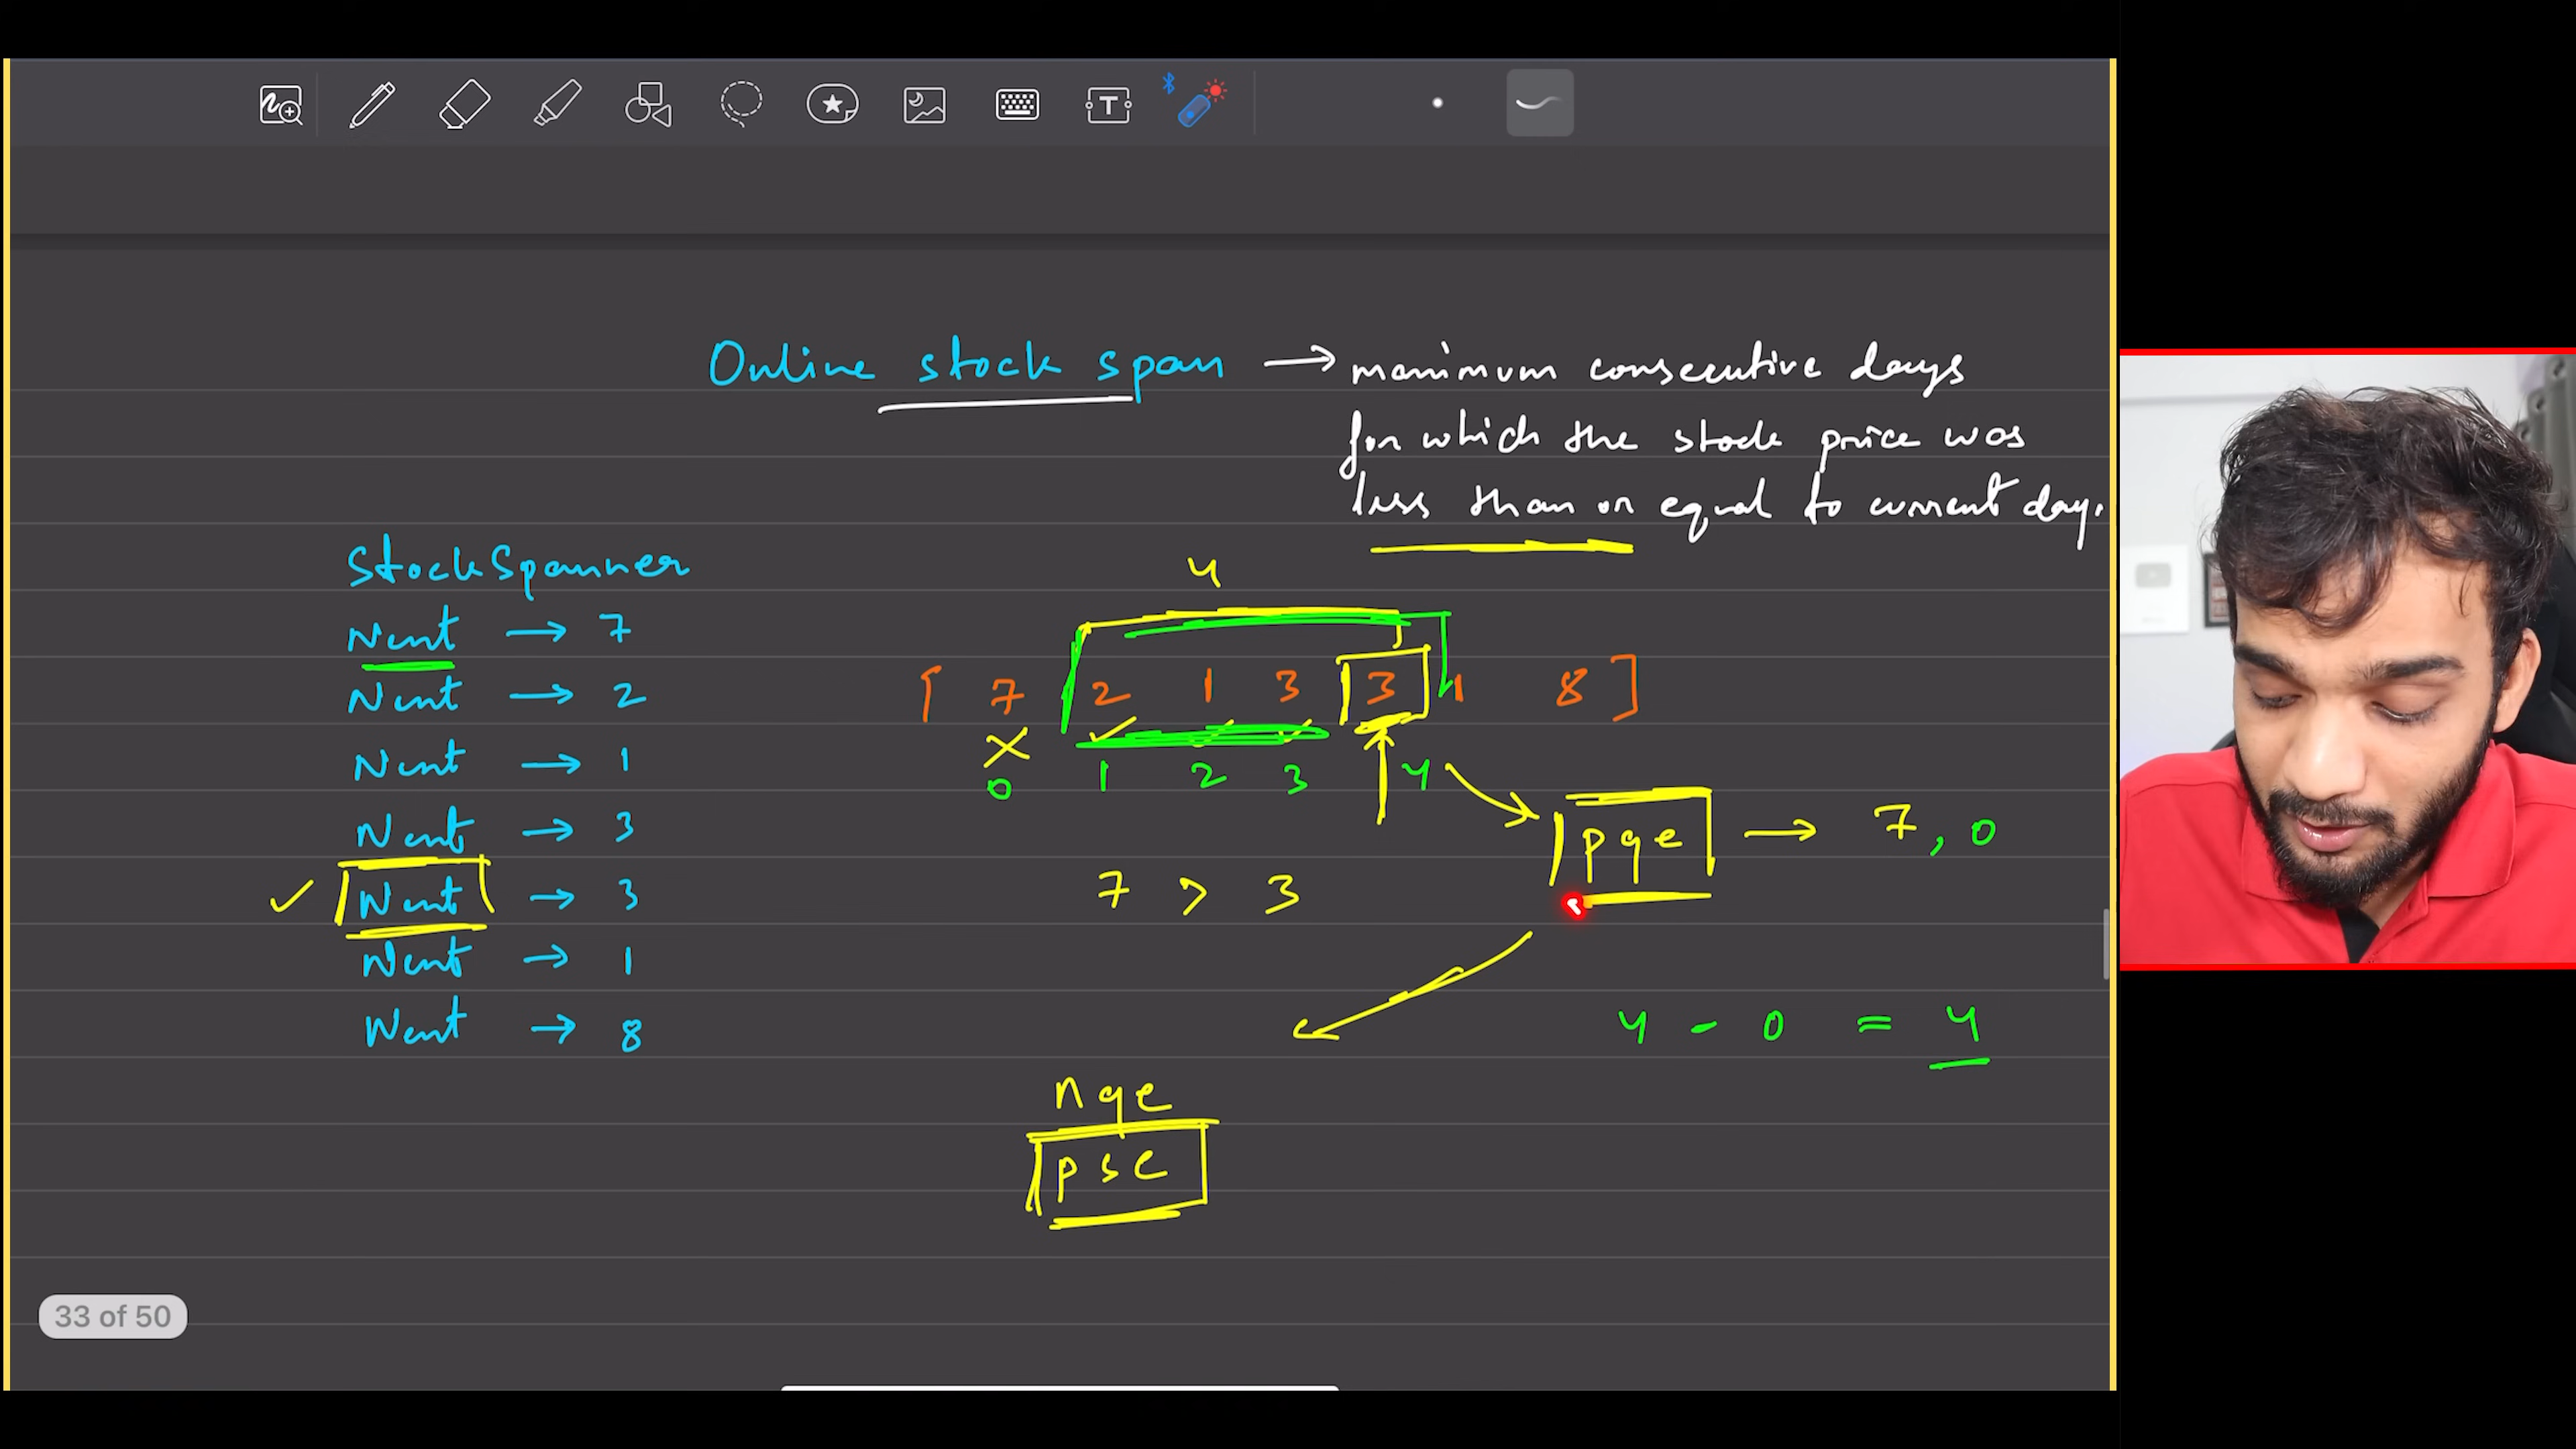 Online stock span → maximum consecutive days
for which the stock price was
less than or equal to current day.
StockSpanner
Next → 7
Next → 2
Next → 1
Next → 3
Next → 3
Next → 1
Next → 8
4
[ 7 2 1 3 3 1 8 ]
0 1 2 3 4
pge → 7, 0
7 > 3
4 - 0 = 4
nge
pse
33 of 50